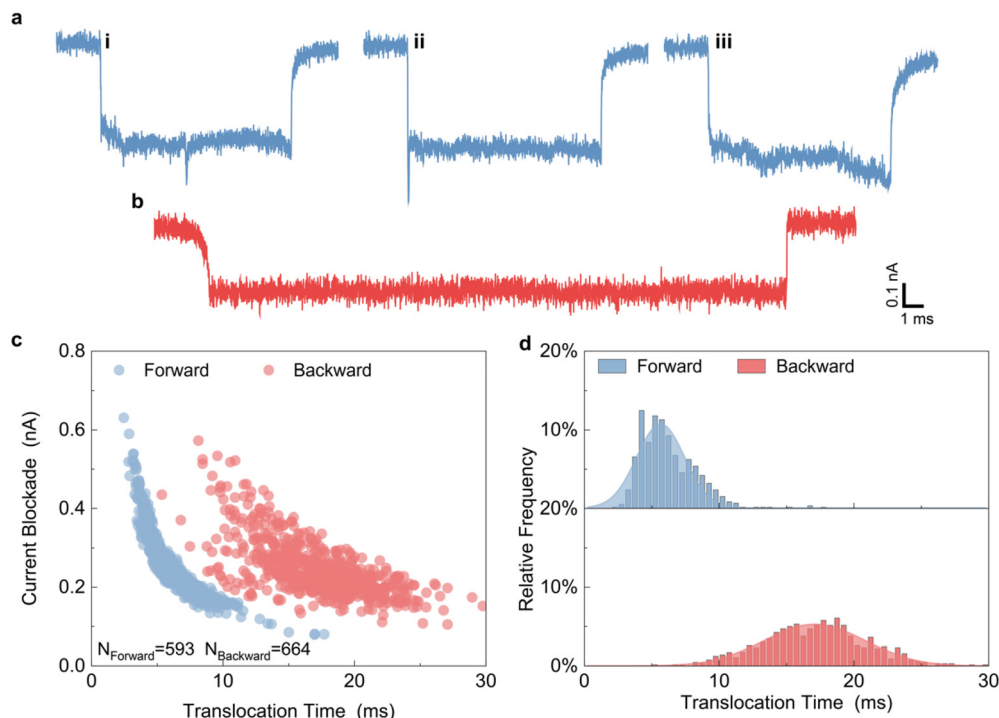 a
i ii iii
b
0.1 nA
1 ms
c
0.8
Forward Backward
0.6
Current Blockade (nA)
0.4
0.2
N_Forward=593 N_Backward=664
0.0
0 10 20 30
Translocation Time (ms)
d
20%
Forward Backward
10%
20%
Relative Frequency
10%
0%
0 10 20 30
Translocation Time (ms)